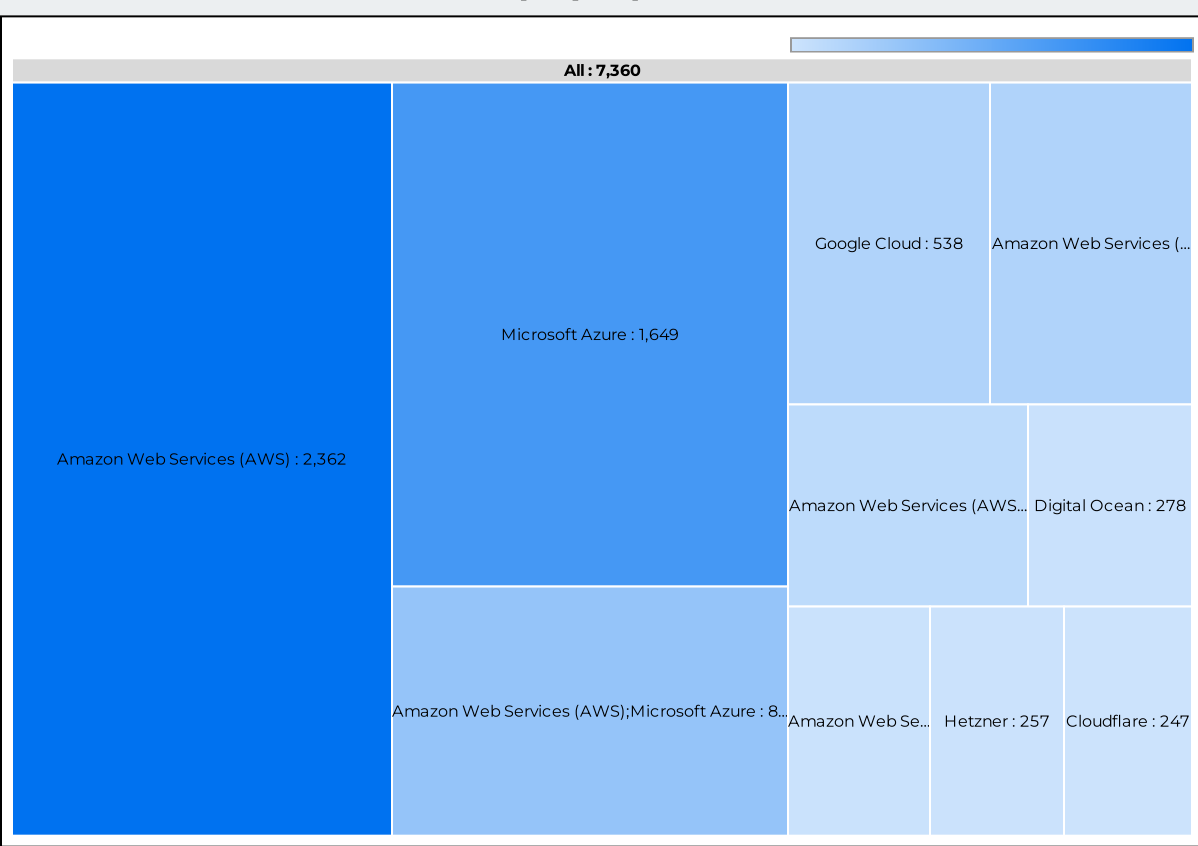 All : 7,360
Amazon Web Services (AWS) : 2,362
Microsoft Azure : 1,649
Amazon Web Services (AWS);Microsoft Azure : 8...
Google Cloud : 538
Amazon Web Services (...
Amazon Web Services (AWS...
Digital Ocean : 278
Amazon Web Se...
Hetzner : 257
Cloudflare : 247